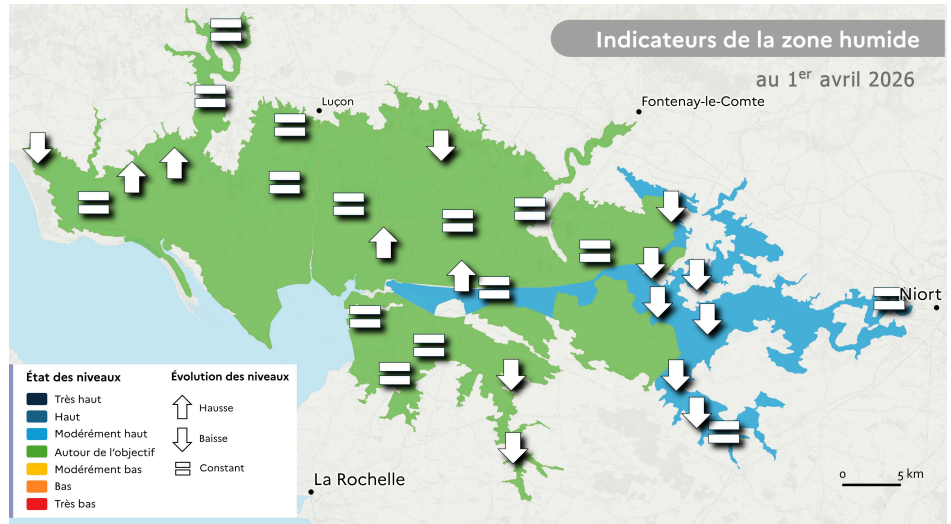 Indicateurs de la zone humide
au 1er avril 2026
Luçon
Fontenay-le-Comte
Niort
La Rochelle
État des niveaux
Très haut
Haut
Modérément haut
Autour de l'objectif
Modérément bas
Bas
Très bas
Évolution des niveaux
Hausse
Baisse
Constant
0 5 km